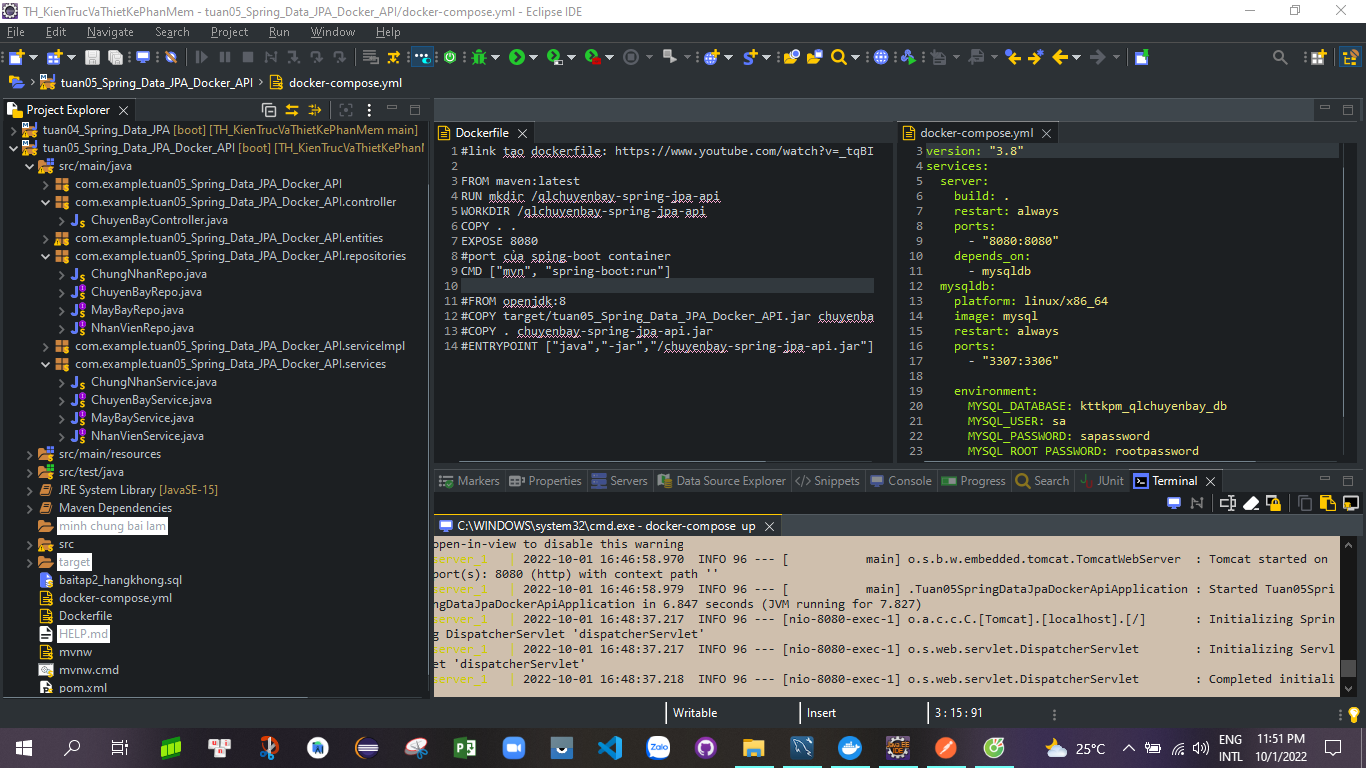 TH_KienTrucVaThietKePhanMem - tuan05_Spring_Data_JPA_Docker_API/docker-compose.yml - Eclipse IDE
File Edit Navigate Search Project Run Window Help
tuan05_Spring_Data_JPA_Docker_API docker-compose.yml
Project Explorer
tuan04_Spring_Data_JPA [boot] [TH_KienTrucVaThietKePhanMem main]
tuan05_Spring_Data_JPA_Docker_API [boot] [TH_KienTrucVaThietKePhanM
src/main/java
com.example.tuan05_Spring_Data_JPA_Docker_API
com.example.tuan05_Spring_Data_JPA_Docker_API.controller
ChuyenBayController.java
com.example.tuan05_Spring_Data_JPA_Docker_API.entities
com.example.tuan05_Spring_Data_JPA_Docker_API.repositories
ChungNhanRepo.java
ChuyenBayRepo.java
MayBayRepo.java
NhanVienRepo.java
com.example.tuan05_Spring_Data_JPA_Docker_API.serviceImpl
com.example.tuan05_Spring_Data_JPA_Docker_API.services
ChungNhanService.java
ChuyenBayService.java
MayBayService.java
NhanVienService.java
src/main/resources
src/test/java
JRE System Library [JavaSE-15]
Maven Dependencies
minh chung bai lam
src
target
baitap2_hangkhong.sql
docker-compose.yml
Dockerfile
HELP.md
mvnw
mvnw.cmd
pom.xml
Dockerfile
1 #link tạo dockerfile: https://www.youtube.com/watch?v=_tqBI
2
3 FROM maven:latest
4 RUN mkdir /qlchuyenbay-spring-jpa-api
5 WORKDIR /qlchuyenbay-spring-jpa-api
6 COPY . .
7 EXPOSE 8080
8 #port của sping-boot container
9 CMD ["mvn", "spring-boot:run"]
10
11 #FROM openjdk:8
12 #COPY target/tuan05_Spring_Data_JPA_Docker_API.jar chuyenba
13 #COPY . chuyenbay-spring-jpa-api.jar
14 #ENTRYPOINT ["java","-jar","/chuyenbay-spring-jpa-api.jar"]
docker-compose.yml
3 version: "3.8"
4 services:
5 server:
6 build: .
7 restart: always
8 ports:
9 - "8080:8080"
10 depends_on:
11 - mysqldb
12 mysqldb:
13 platform: linux/x86_64
14 image: mysql
15 restart: always
16 ports:
17 - "3307:3306"
18
19 environment:
20 MYSQL_DATABASE: kttkpm_qlchuyenbay_db
21 MYSQL_USER: sa
22 MYSQL_PASSWORD: sapassword
23 MYSQL_ROOT_PASSWORD: rootpassword
Markers Properties Servers Data Source Explorer Snippets Console Progress Search JUnit Terminal
C:\WINDOWS\system32\cmd.exe - docker-compose up
open-in-view to disable this warning
server_1 | 2022-10-01 16:46:58.970 INFO 96 --- [ main] o.s.b.w.embedded.tomcat.TomcatWebServer : Tomcat started on
port(s): 8080 (http) with context path ''
server_1 | 2022-10-01 16:46:58.979 INFO 96 --- [ main] .Tuan05SpringDataJpaDockerApiApplication : Started Tuan05Spri
ngDataJpaDockerApiApplication in 6.847 seconds (JVM running for 7.827)
server_1 | 2022-10-01 16:48:37.217 INFO 96 --- [nio-8080-exec-1] o.a.c.c.C.[Tomcat].[localhost].[/] : Initializing Sprin
g DispatcherServlet 'dispatcherServlet'
server_1 | 2022-10-01 16:48:37.217 INFO 96 --- [nio-8080-exec-1] o.s.web.servlet.DispatcherServlet : Initializing Servl
et 'dispatcherServlet'
server_1 | 2022-10-01 16:48:37.218 INFO 96 --- [nio-8080-exec-1] o.s.web.servlet.DispatcherServlet : Completed initiali
Writable Insert 3 : 15 : 91
Zalo
25°C
ENG
INTL
11:51 PM
10/1/2022